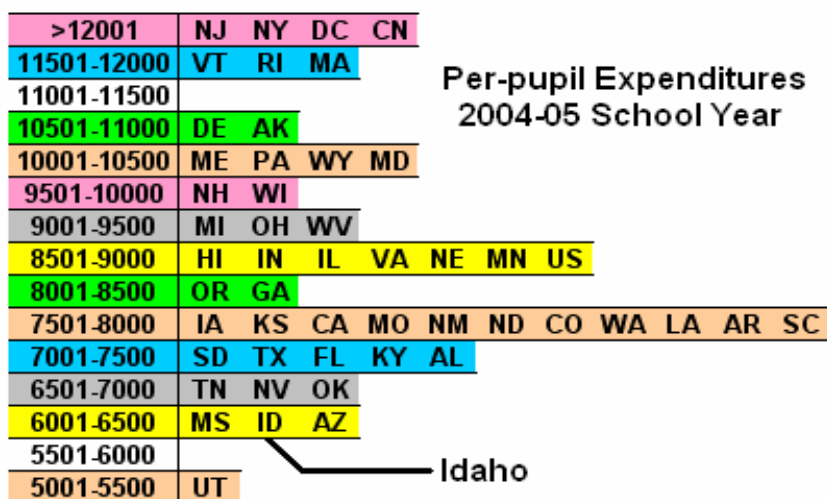 >12001 NJ NY DC CN
11501-12000 VT RI MA
11001-11500
10501-11000 DE AK
10001-10500 ME PA WY MD
9501-10000 NH WI
9001-9500 MI OH WV
8501-9000 HI IN IL VA NE MN US
8001-8500 OR GA
7501-8000 IA KS CA MO NM ND CO WA LA AR SC
7001-7500 SD TX FL KY AL
6501-7000 TN NV OK
6001-6500 MS ID AZ
5501-6000
5001-5500 UT
Per-pupil Expenditures
2004-05 School Year
Idaho